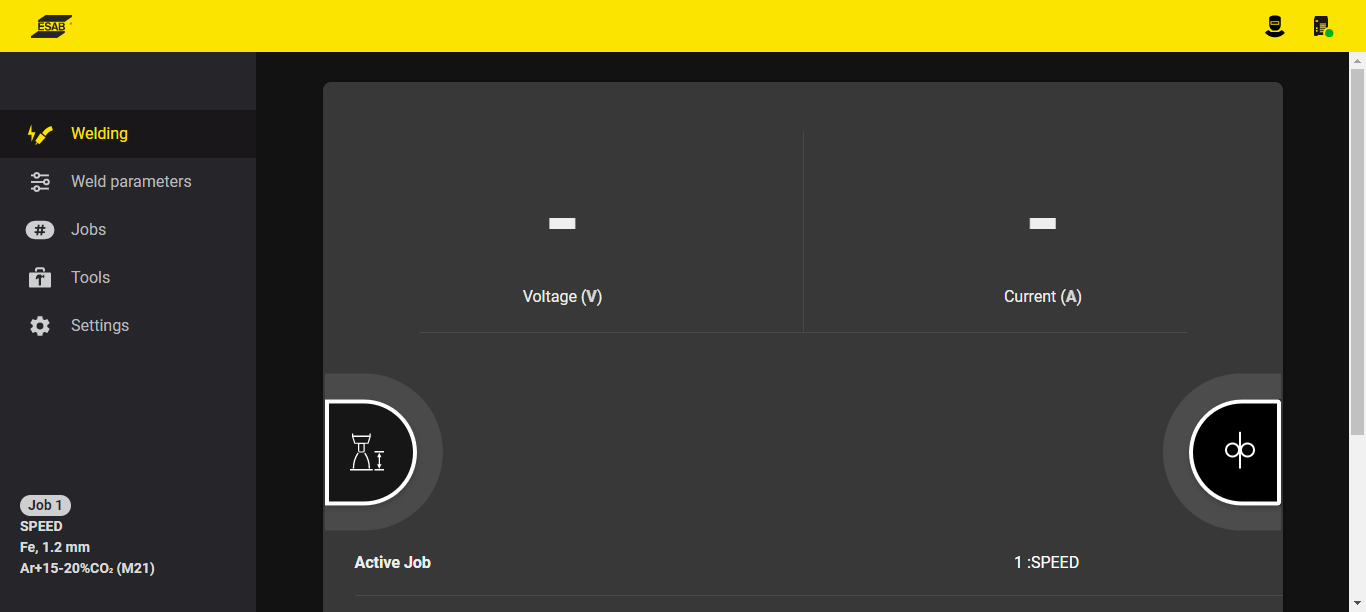 ESAB
Welding
Weld parameters
# Jobs
Tools
Settings
Job 1
SPEED
Fe, 1.2 mm
Ar+15-20%CO₂ (M21)
Voltage (V)
Current (A)
Active Job
1 :SPEED